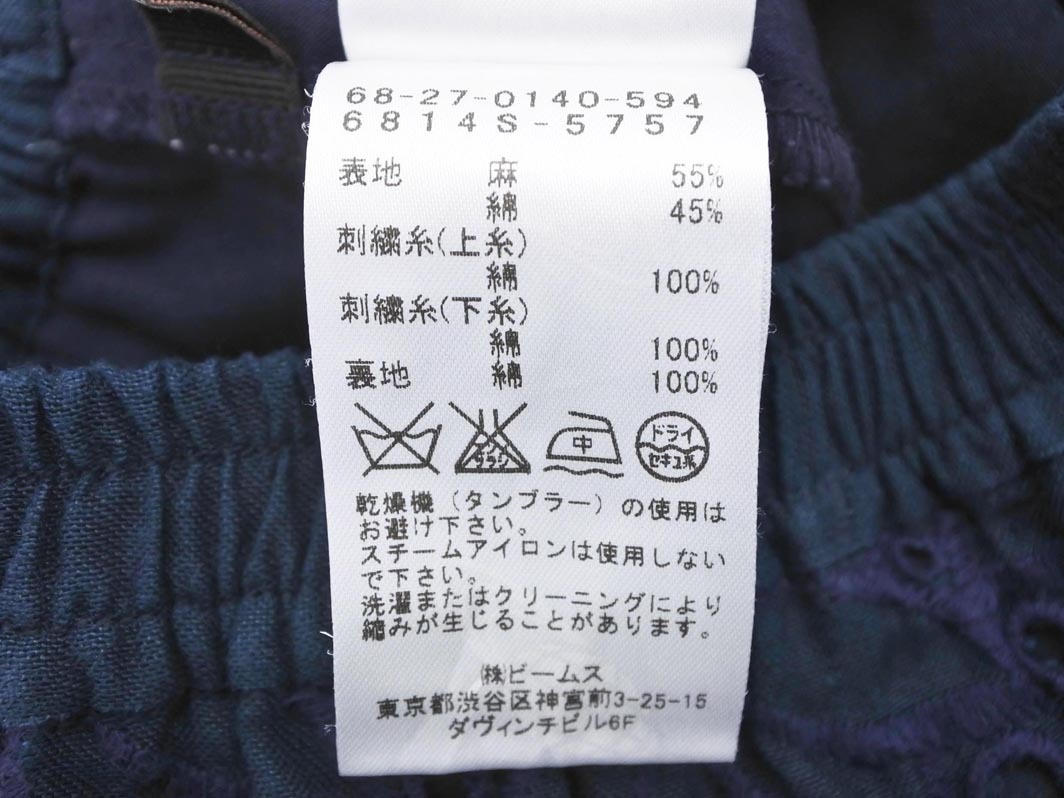 68-27-0140-594
6814S-5757
表地 麻 55%
綿 45%
刺繍糸(上糸)
綿 100%
刺繍糸(下糸)
綿 100%
裏地 綿 100%
エンソサラシ 中 ドライ
セキユ系
乾燥機(タンブラー)の使用は
お避け下さい。
スチームアイロンは使用しない
で下さい。
洗濯またはクリーニングにより
縮みが生じることがあります。
㈱ビームス
東京都渋谷区神宮前3-25-15
ダヴィンチビル6F